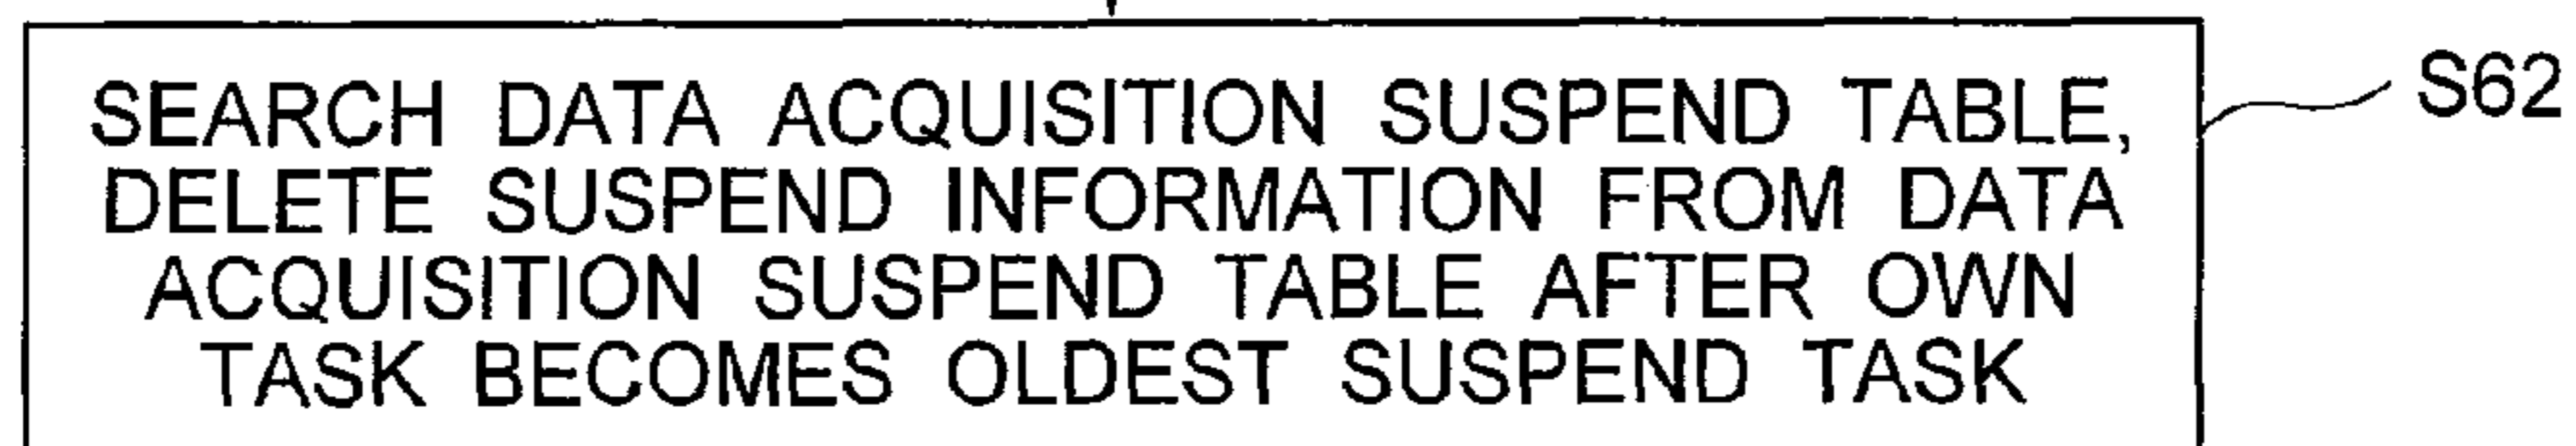 SEARCH DATA ACQUISITION SUSPEND TABLE,
DELETE SUSPEND INFORMATION FROM DATA
ACQUISITION SUSPEND TABLE AFTER OWN
TASK BECOMES OLDEST SUSPEND TASK
S62